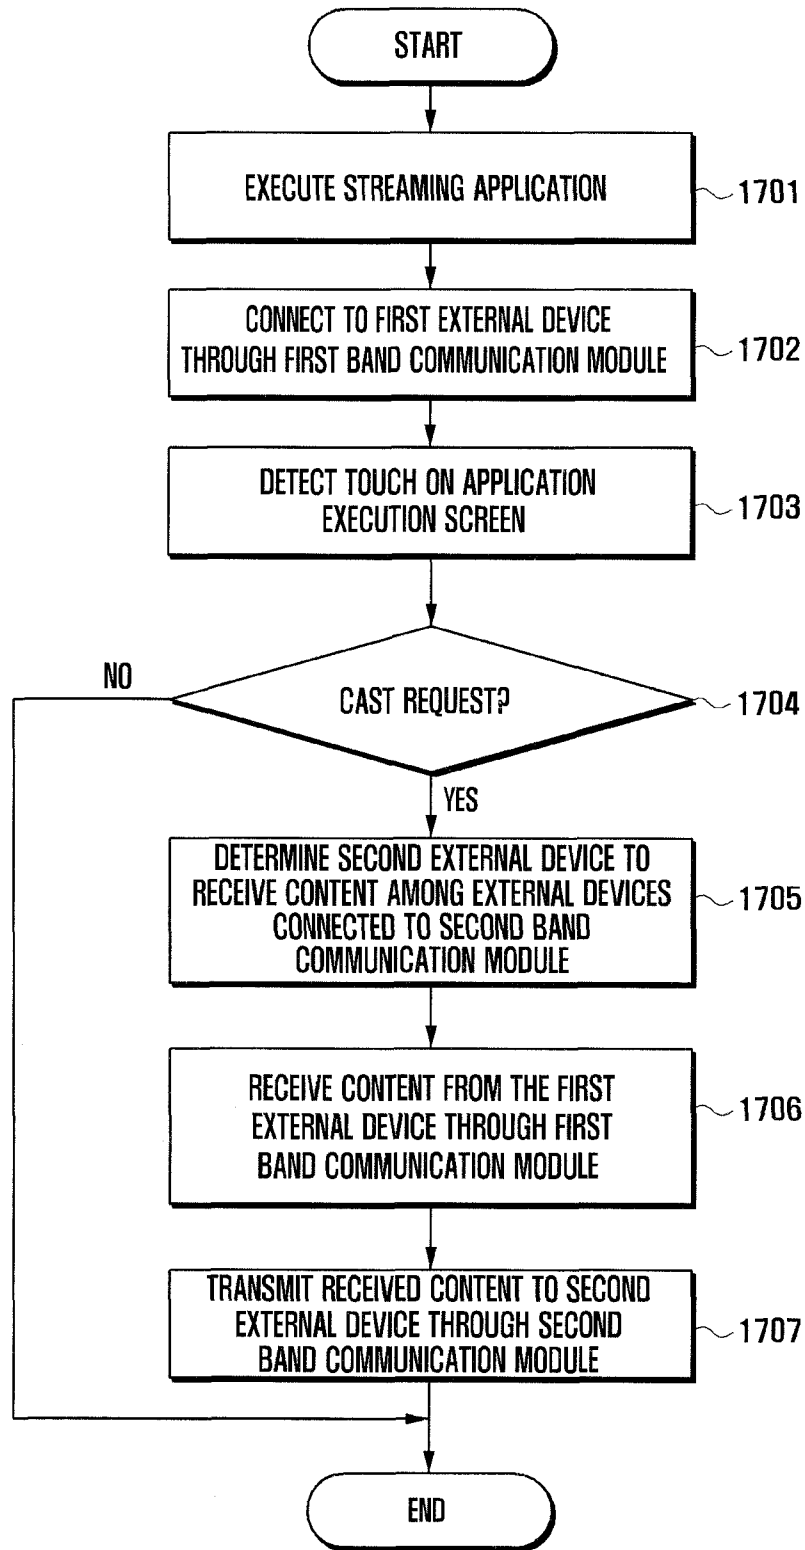 START
EXECUTE STREAMING APPLICATION
1701
CONNECT TO FIRST EXTERNAL DEVICE
THROUGH FIRST BAND COMMUNICATION MODULE
1702
DETECT TOUCH ON APPLICATION
EXECUTION SCREEN
1703
NO
CAST REQUEST?
1704
YES
DETERMINE SECOND EXTERNAL DEVICE TO
RECEIVE CONTENT AMONG EXTERNAL DEVICES
CONNECTED TO SECOND BAND
COMMUNICATION MODULE
1705
RECEIVE CONTENT FROM THE FIRST
EXTERNAL DEVICE THROUGH FIRST
BAND COMMUNICATION MODULE
1706
TRANSMIT RECEIVED CONTENT TO SECOND
EXTERNAL DEVICE THROUGH SECOND
BAND COMMUNICATION MODULE
1707
END